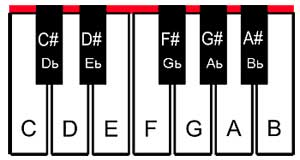 C# D# F# G# A#
Db Eb Gb Ab Bb
C D E F G A B